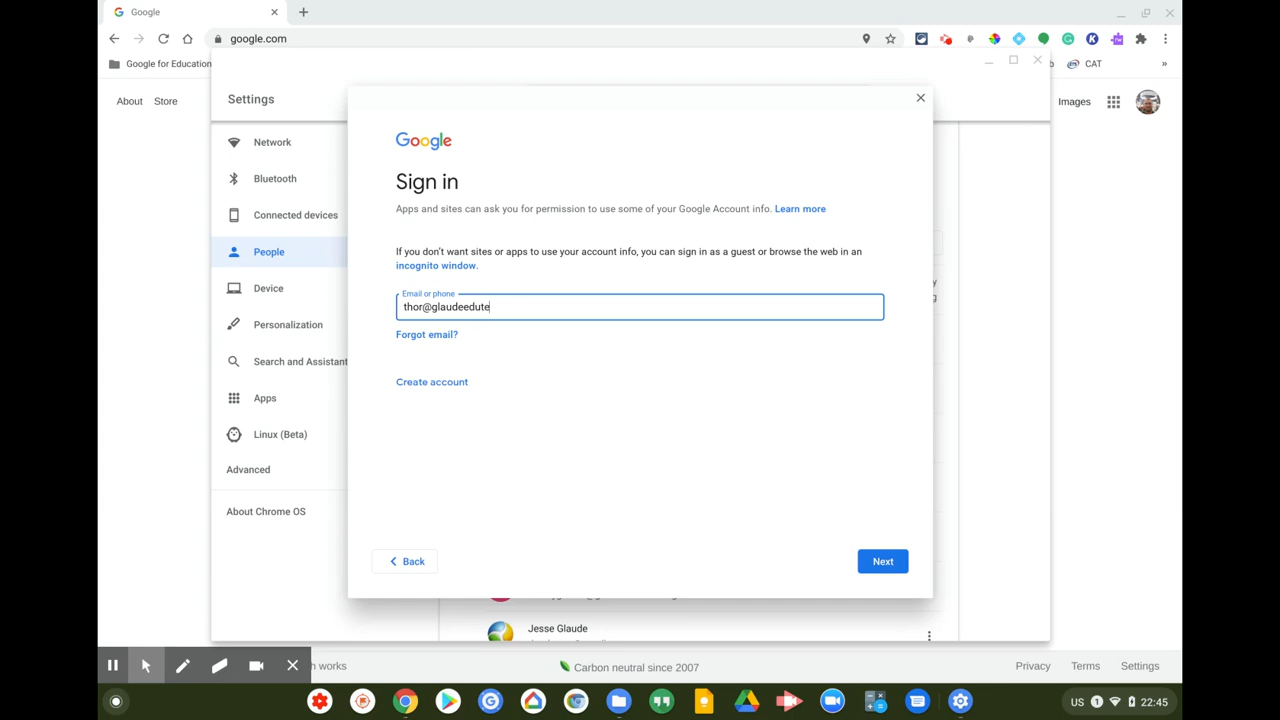 Google
google.com
Google for Education
CAT
»
About Store
Images
Settings
Network
Bluetooth
Connected devices
People
Device
Personalization
Search and Assistant
Apps
Linux (Beta)
Advanced
About Chrome OS
Google
Sign in
Apps and sites can ask you for permission to use some of your Google Account info. Learn more
If you don't want sites or apps to use your account info, you can sign in as a guest or browse the web in an
incognito window.
Email or phone
thor@glaudeedute
Forgot email?
Create account
Back
Next
Jesse Glaude
works
Carbon neutral since 2007
Privacy Terms Settings
US 1 22:45